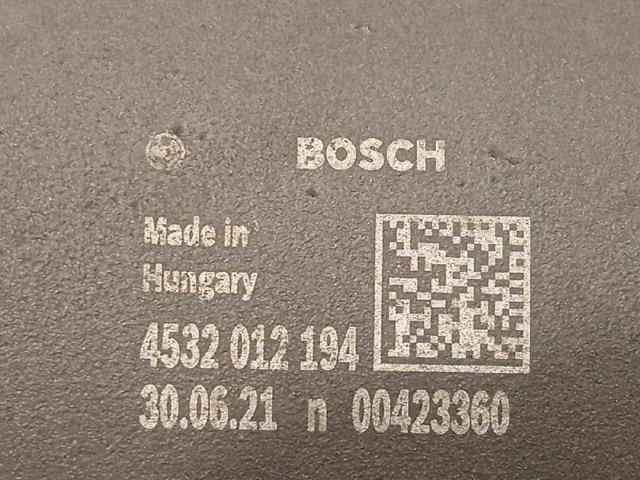 BOSCH
Made in
Hungary
4532 012 194
30.06.21 n 00423360